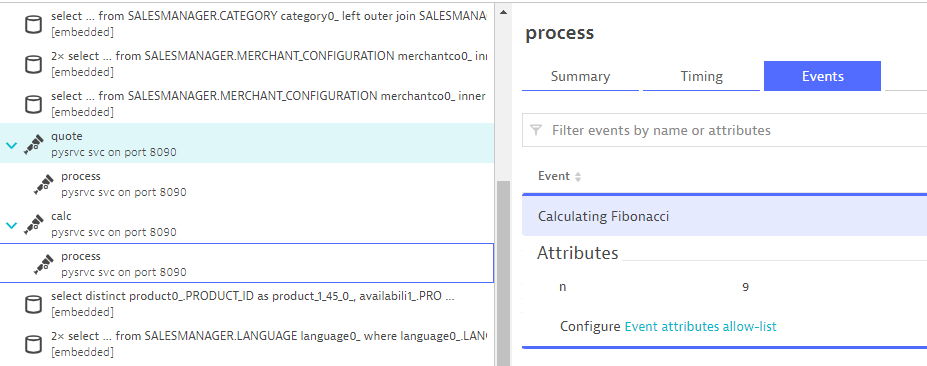 select ... from SALESMANAGER.CATEGORY category0_ left outer join SALESMANA
[embedded]
2× select ... from SALESMANAGER.MERCHANT_CONFIGURATION merchantco0_ inne
[embedded]
select ... from SALESMANAGER.MERCHANT_CONFIGURATION merchantco0_ inner
[embedded]
quote
pysrvc svc on port 8090
process
pysrvc svc on port 8090
calc
pysrvc svc on port 8090
process
pysrvc svc on port 8090
select distinct product0_.PRODUCT_ID as product_1_45_0_, availabili1_.PRO ...
[embedded]
2× select ... from SALESMANAGER.LANGUAGE language0_ where language0_.LANG
[embedded]
process
Summary Timing Events
Filter events by name or attributes
Event
Calculating Fibonacci
Attributes
n 9
Configure Event attributes allow-list